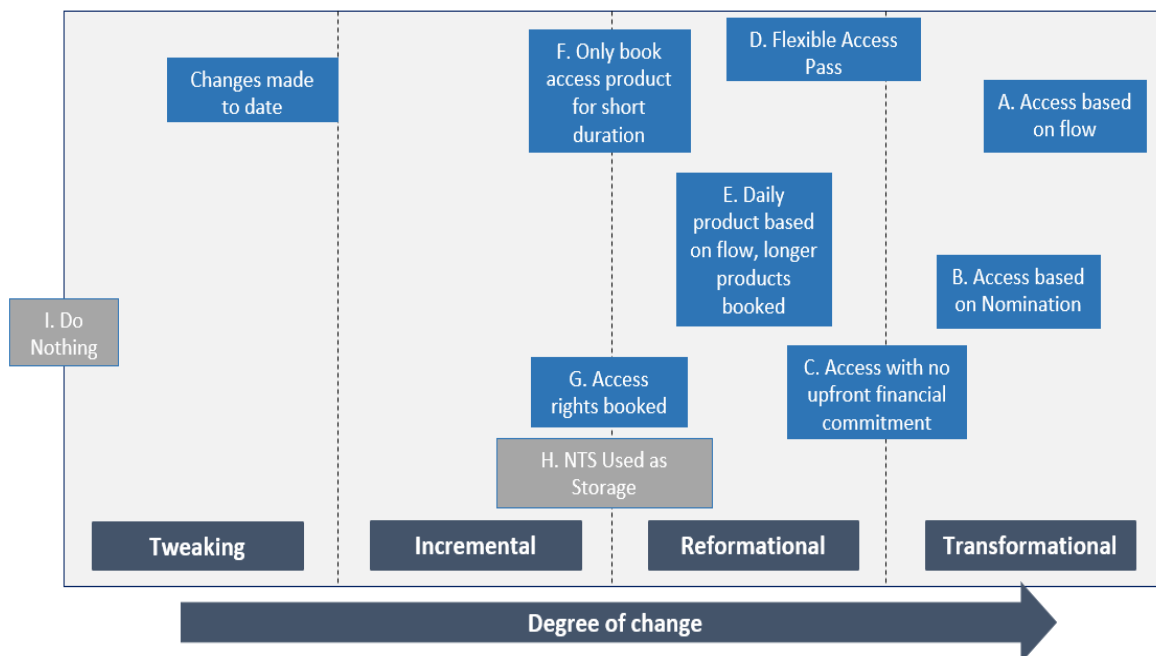 Changes made
to date
F. Only book
access product
for short
duration
D. Flexible Access
Pass
A. Access based
on flow
E. Daily
product based
on flow, longer
products
booked
B. Access based
on Nomination
I. Do
Nothing
G. Access
rights booked
C. Access with no
upfront financial
commitment
H. NTS Used as
Storage
Tweaking
Incremental
Reformational
Transformational
Degree of change